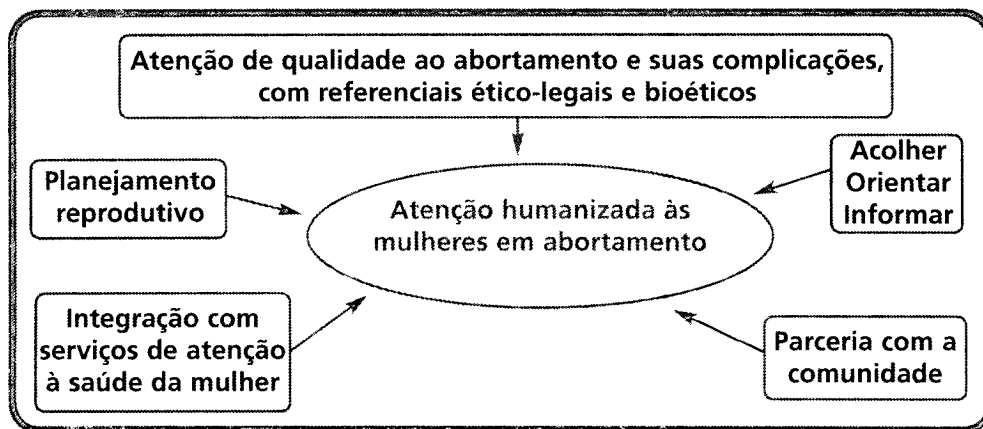 Atenção de qualidade ao abortamento e suas complicações,
com referenciais ético-legais e bioéticos
Planejamento
reprodutivo
Acolher
Orientar
Informar
Atenção humanizada às
mulheres em abortamento
Integração com
serviços de atenção
à saúde da mulher
Parceria com a
comunidade